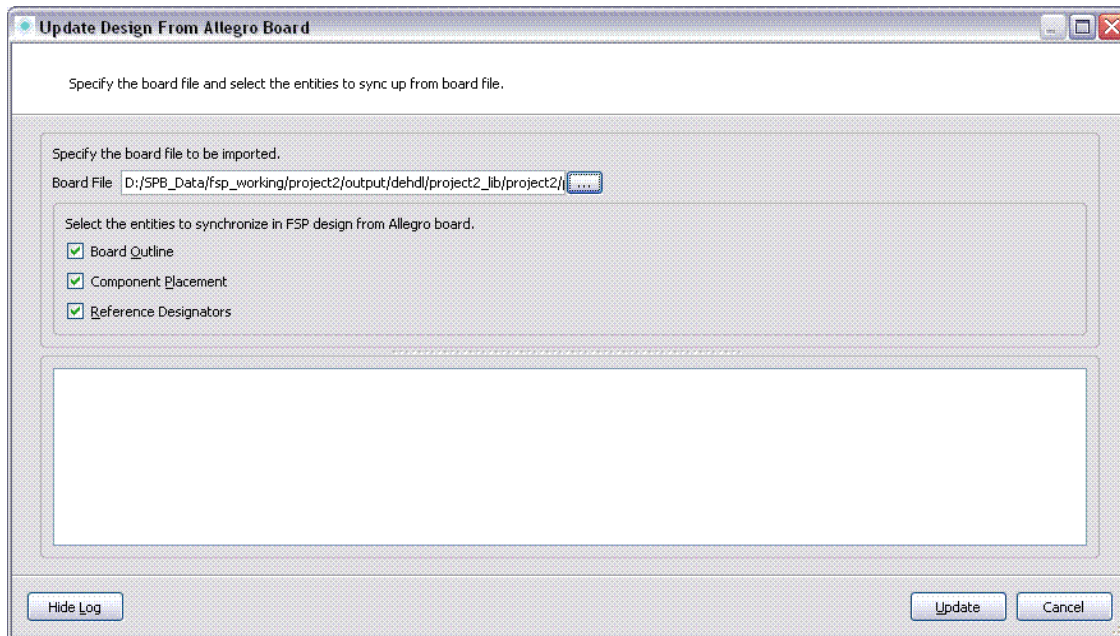 Update Design From Allegro Board
Specify the board file and select the entities to sync up from board file.
Specify the board file to be imported.
Board File D:/SPB_Data/fsp_working/project2/output/dehdl/project2_lib/project2/ ...
Select the entities to synchronize in FSP design from Allegro board.
Board Outline
Component Placement
Reference Designators
Hide Log Update Cancel